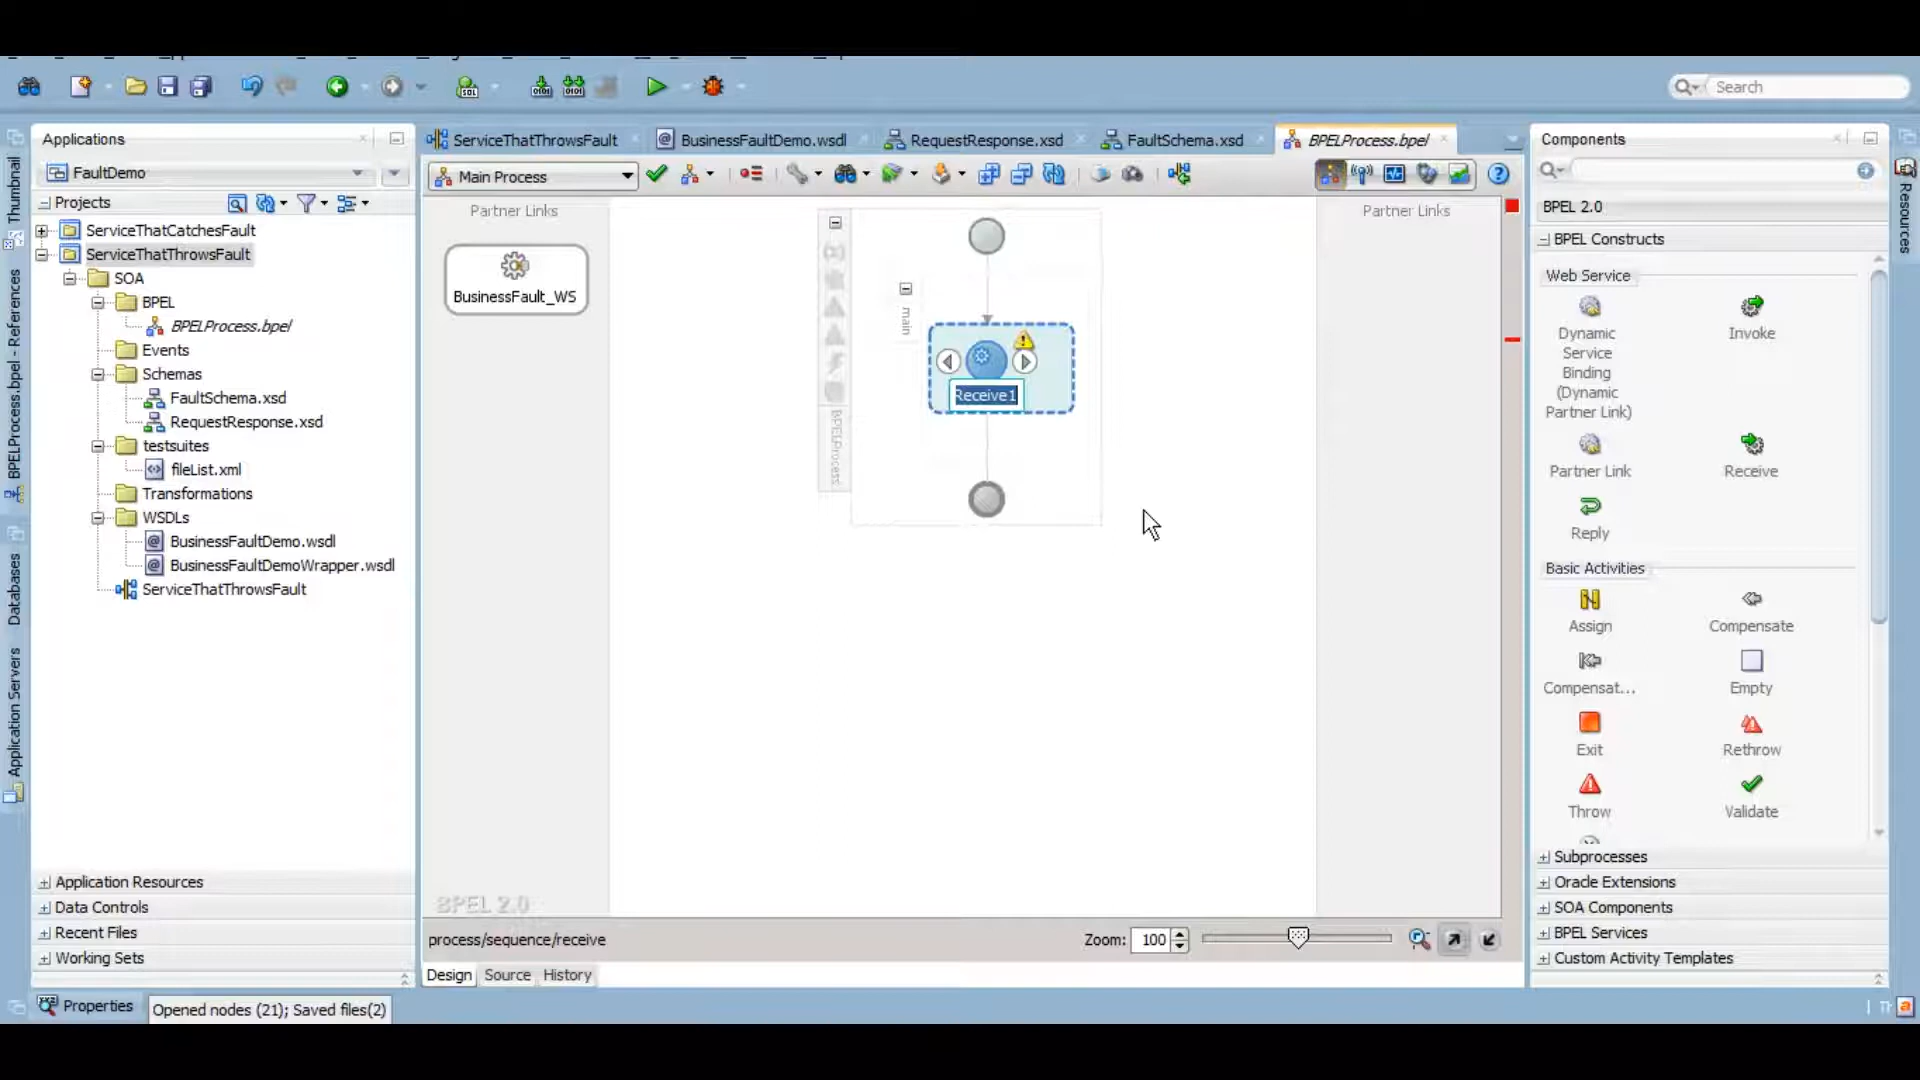 Search
Applications
FaultDemo
Projects
ServiceThatCatchesFault
ServiceThatThrowsFault
SOA
BPEL
BPELProcess.bpel
Events
Schemas
FaultSchema.xsd
RequestResponse.xsd
testsuites
fileList.xml
Transformations
WSDLs
BusinessFaultDemo.wsdl
BusinessFaultDemoWrapper.wsdl
ServiceThatThrowsFault
Application Resources
Data Controls
Recent Files
Working Sets
Thumbnail
BPELProcess.bpel - References
Databases
Application Servers
ServiceThatThrowsFault
BusinessFaultDemo.wsdl
RequestResponse.xsd
FaultSchema.xsd
BPELProcess.bpel
Main Process
Partner Links
BusinessFault_WS
main
Receive1
BPELProcess
Partner Links
BPEL 2.0
process/sequence/receive
Zoom: 100
Design
Source
History
Components
BPEL 2.0
BPEL Constructs
Web Service
Dynamic
Service
Binding
(Dynamic
Partner Link)
Invoke
Partner Link
Receive
Reply
Basic Activities
Assign
Compensate
Compensat...
Empty
Exit
Rethrow
Throw
Validate
Subprocesses
Oracle Extensions
SOA Components
BPEL Services
Custom Activity Templates
Resources
Properties
Opened nodes (21); Saved files(2)